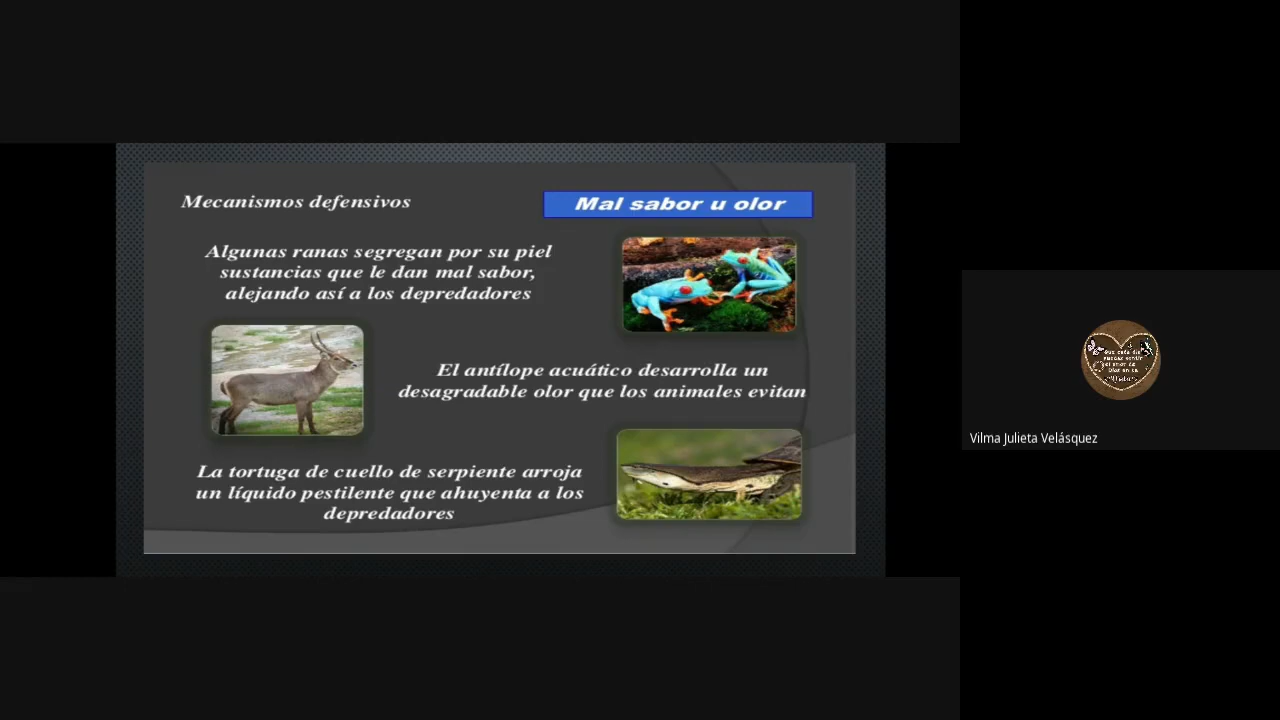 Mecanismos defensivos
Mal sabor u olor
Algunas ranas segregan por su piel
sustancias que le dan mal sabor,
alejando así a los depredadores
El antílope acuático desarrolla un
desagradable olor que los animales evitan
La tortuga de cuello de serpiente arroja
un líquido pestilente que ahuyenta a los
depredadores
Vilma Julieta Velásquez